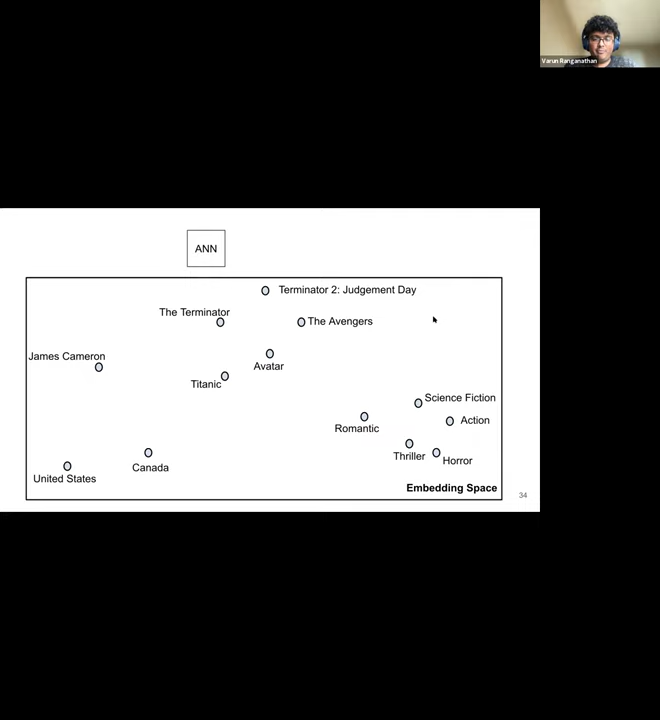 Varun Ranganathan
ANN
Terminator 2: Judgement Day
The Terminator
The Avengers
James Cameron
Avatar
Titanic
Science Fiction
Action
Romantic
Thriller
Horror
Canada
United States
Embedding Space
34